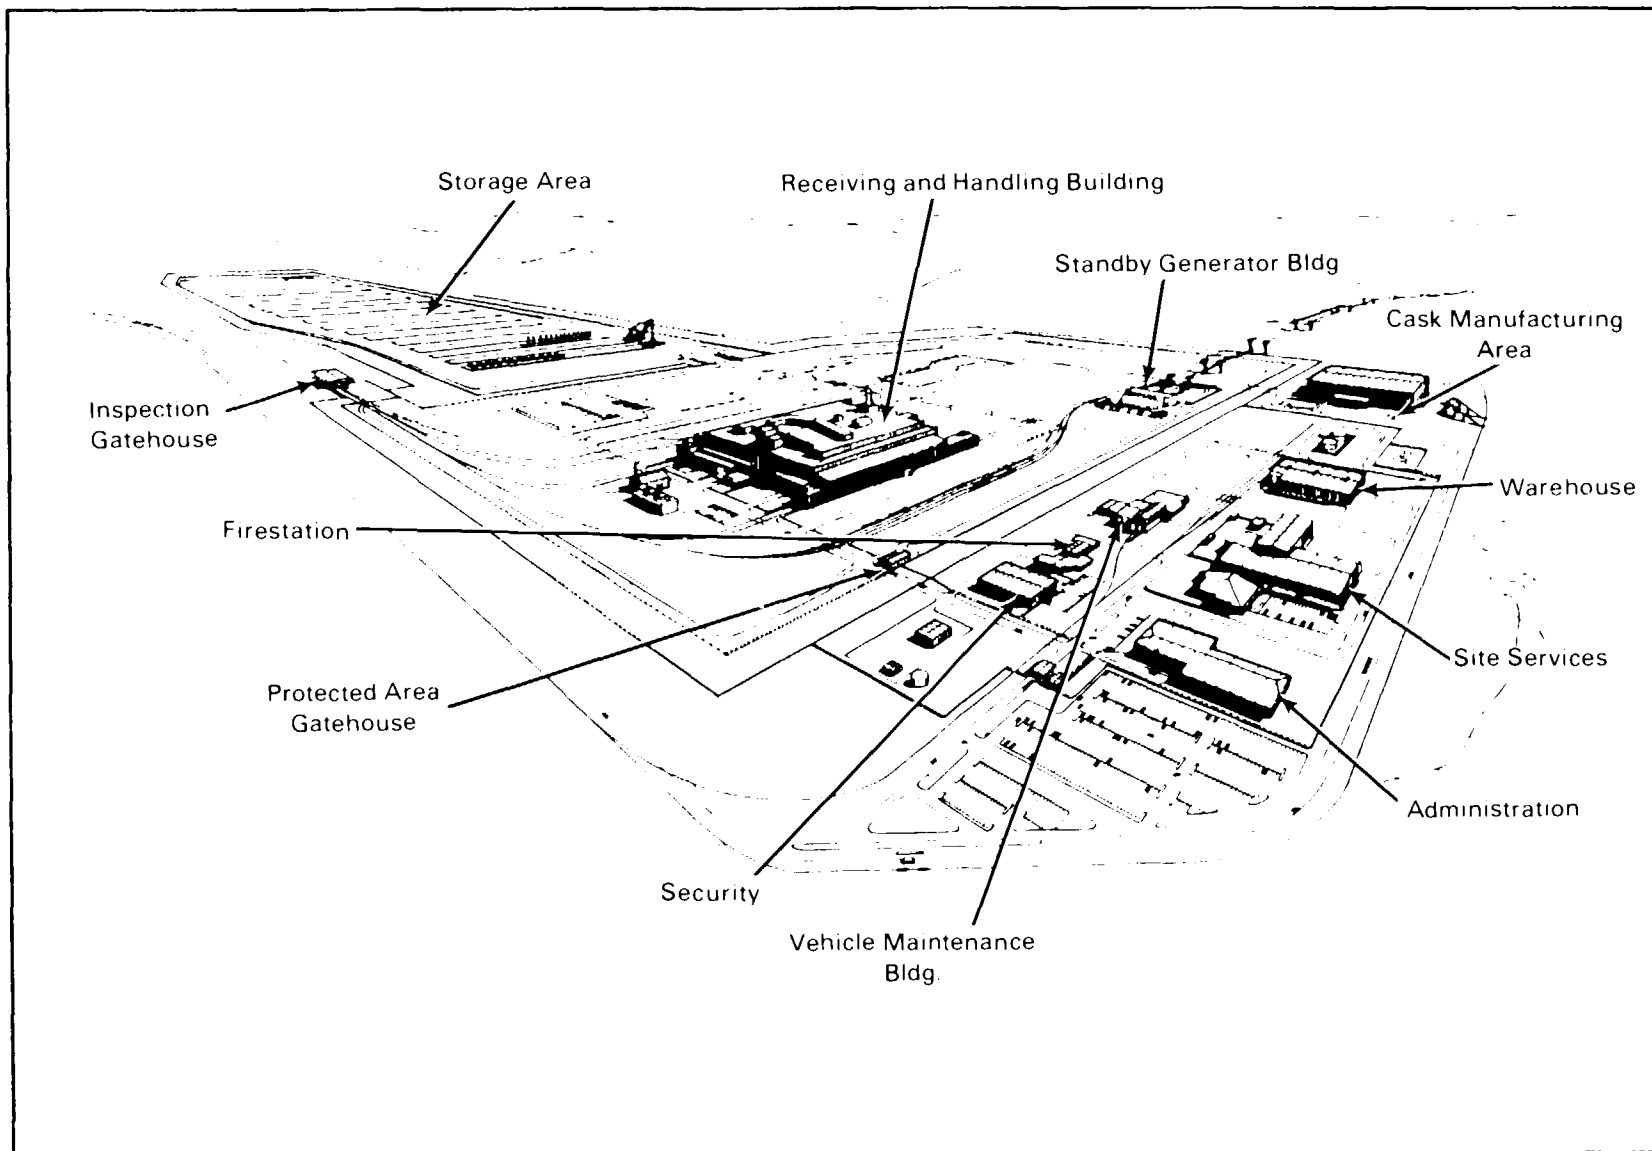 Storage Area
Receiving and Handling Building
Standby Generator Bldg
Cask Manufacturing
Area
Inspection
Gatehouse
Warehouse
Firestation
Site Services
Protected Area
Gatehouse
Administration
Security
Vehicle Maintenance
Bldg.